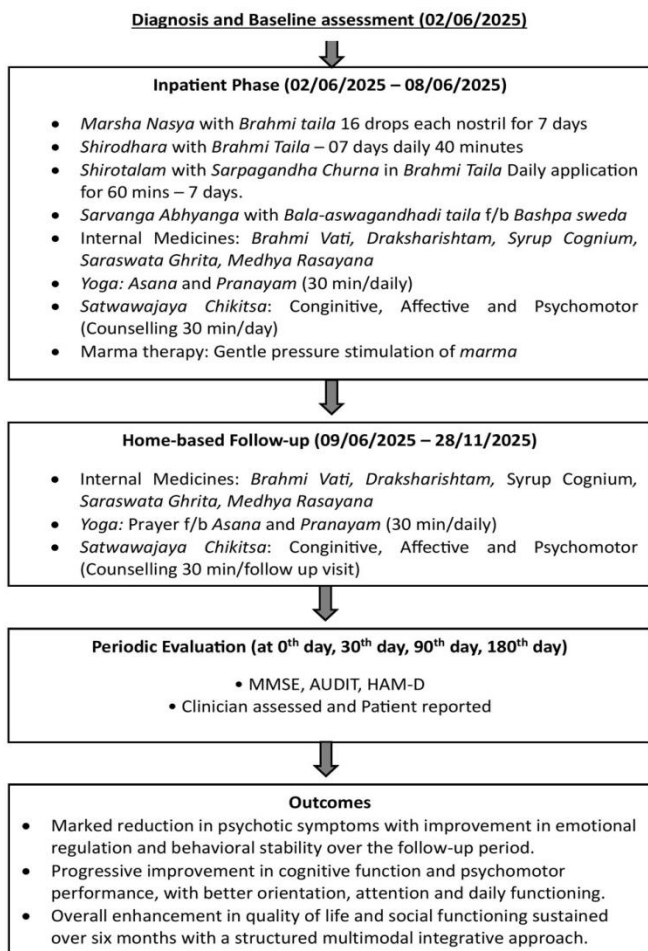 Diagnosis and Baseline assessment (02/06/2025)
Inpatient Phase (02/06/2025 – 08/06/2025)
• Marsha Nasya with Brahmi taila 16 drops each nostril for 7 days
• Shirodhara with Brahmi Taila – 07 days daily 40 minutes
• Shirotalam with Sarpagandha Churna in Brahmi Taila Daily application
for 60 mins – 7 days.
• Sarvanga Abhyanga with Bala-aswagandhadi taila f/b Bashpa sweda
• Internal Medicines: Brahmi Vati, Draksharishtam, Syrup Cognium,
Saraswata Ghrita, Medhya Rasayana
• Yoga: Asana and Pranayam (30 min/daily)
• Satwawajaya Chikitsa: Conginitive, Affective and Psychomotor
(Counselling 30 min/day)
• Marma therapy: Gentle pressure stimulation of marma
Home-based Follow-up (09/06/2025 – 28/11/2025)
• Internal Medicines: Brahmi Vati, Draksharishtam, Syrup Cognium,
Saraswata Ghrita, Medhya Rasayana
• Yoga: Prayer f/b Asana and Pranayam (30 min/daily)
• Satwawajaya Chikitsa: Conginitive, Affective and Psychomotor
(Counselling 30 min/follow up visit)
Periodic Evaluation (at 0th day, 30th day, 90th day, 180th day)
• MMSE, AUDIT, HAM-D
• Clinician assessed and Patient reported
Outcomes
• Marked reduction in psychotic symptoms with improvement in emotional
regulation and behavioral stability over the follow-up period.
• Progressive improvement in cognitive function and psychomotor
performance, with better orientation, attention and daily functioning.
• Overall enhancement in quality of life and social functioning sustained
over six months with a structured multimodal integrative approach.